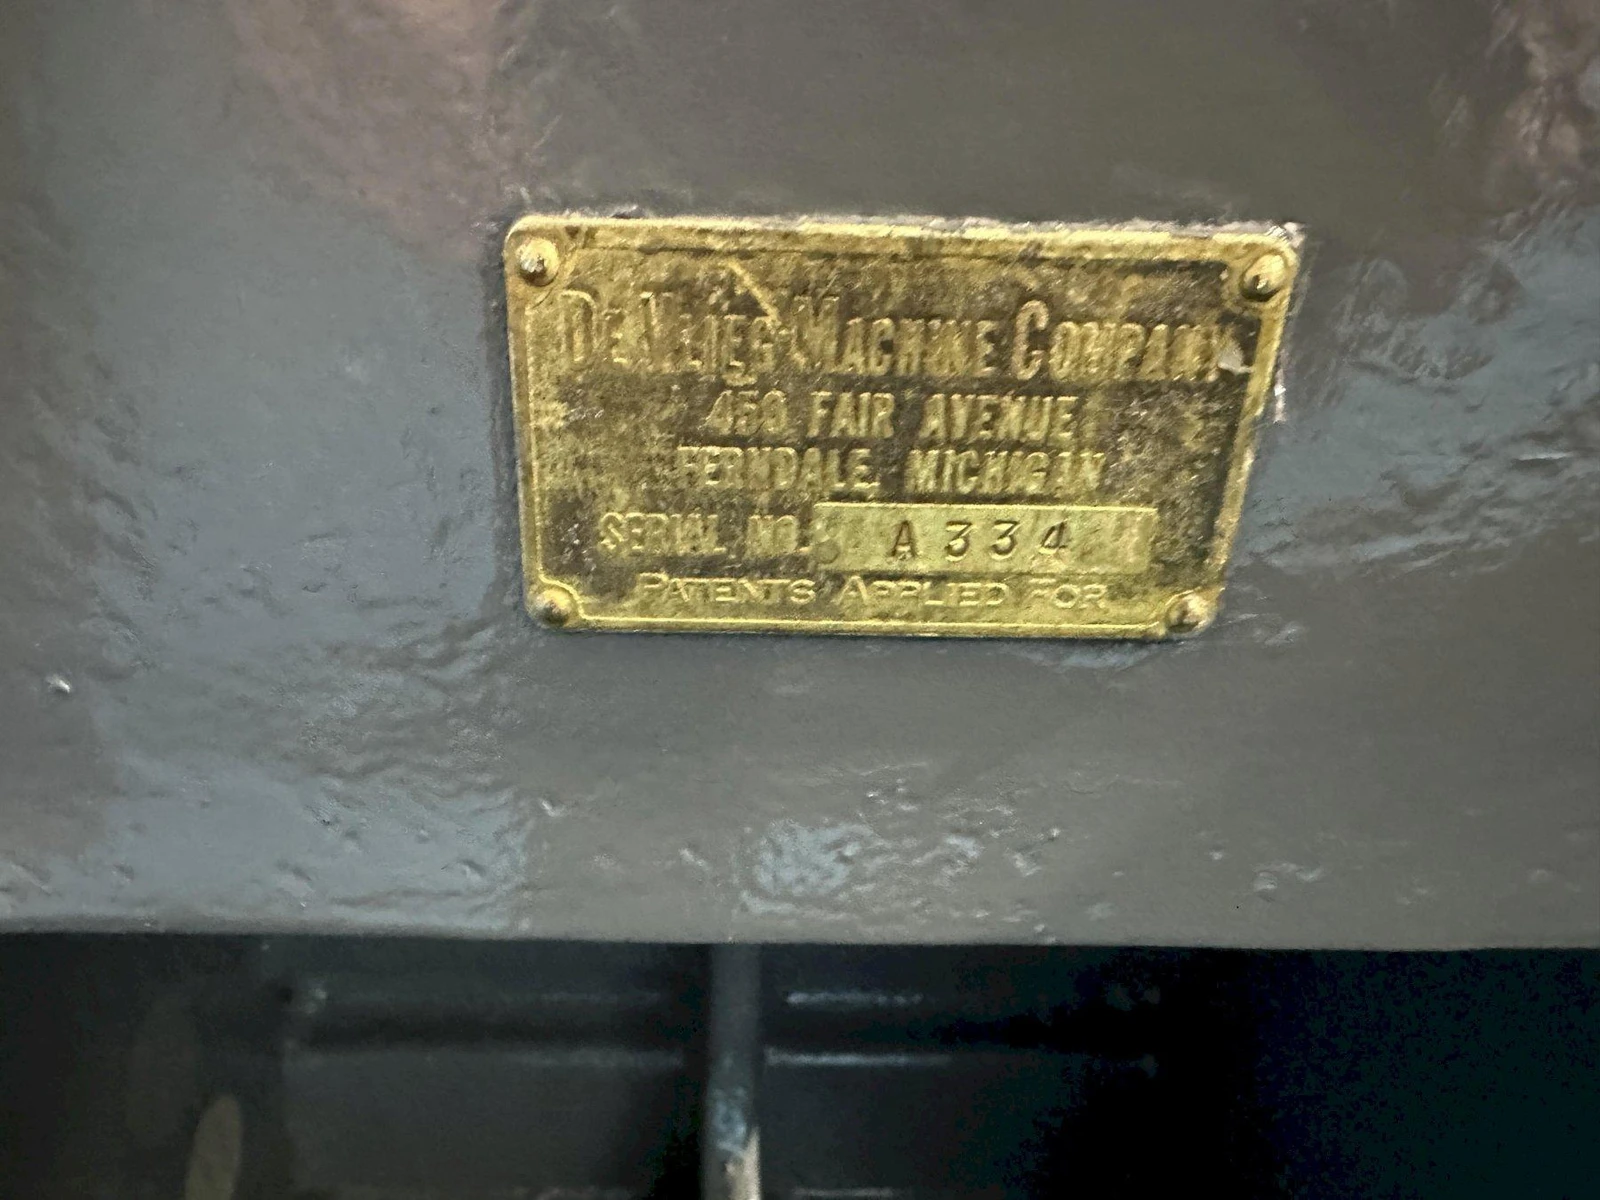 DeVlieg Machine Company
450 FAIR AVENUE
FERNDALE, MICHIGAN
SERIAL NO. A334
PATENTS APPLIED FOR